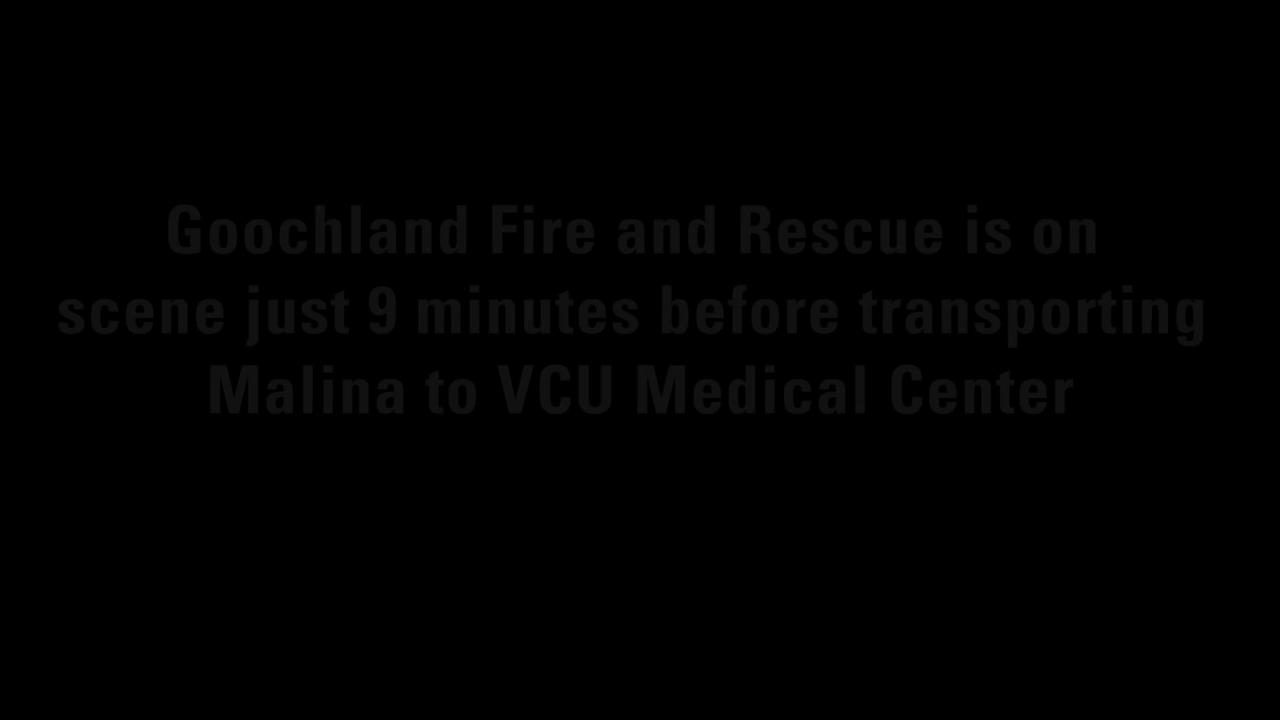 Goochland Fire and Rescue is on
scene just 9 minutes before transporting
Malina to VCU Medical Center